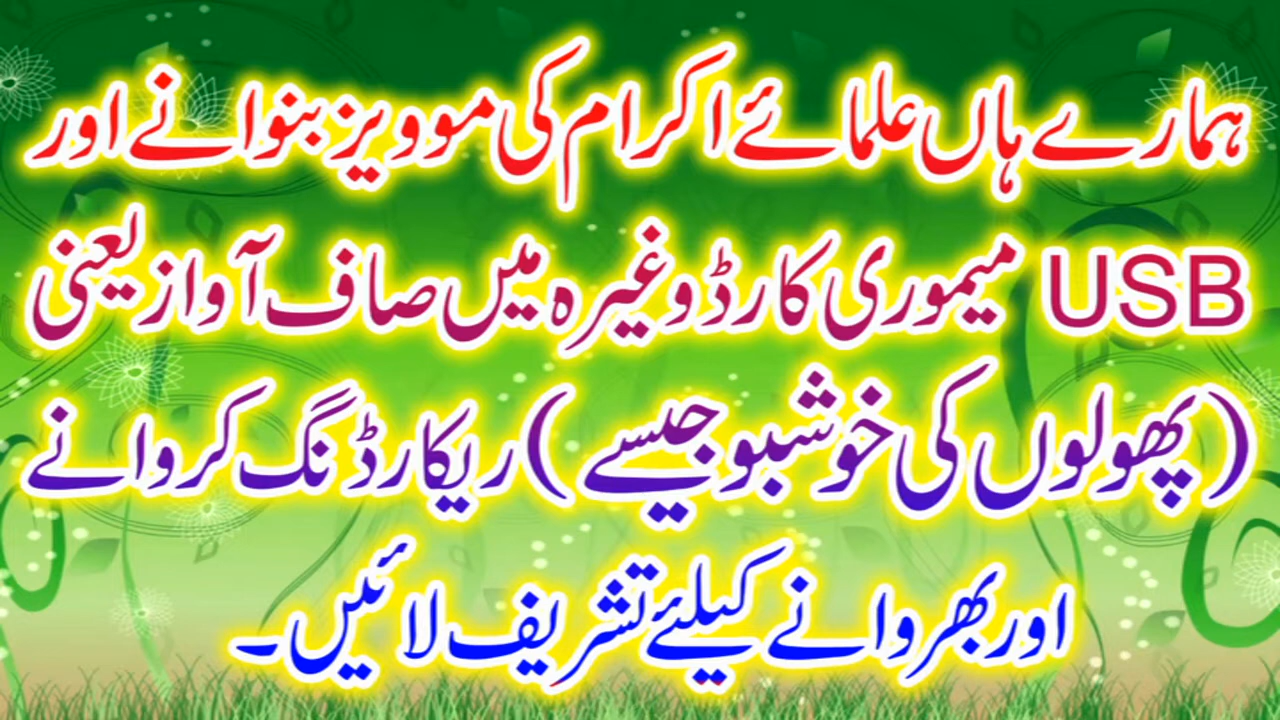 ہمارے ہاں علمائے اکرام کی موویز بنوانے اور
USB میموری کارڈ وغیرہ میں صاف آواز یعنی
(پھولوں کی خوشبو جیسے) ریکارڈنگ کروانے
اور بھروانے کیلئے تشریف لائیں۔